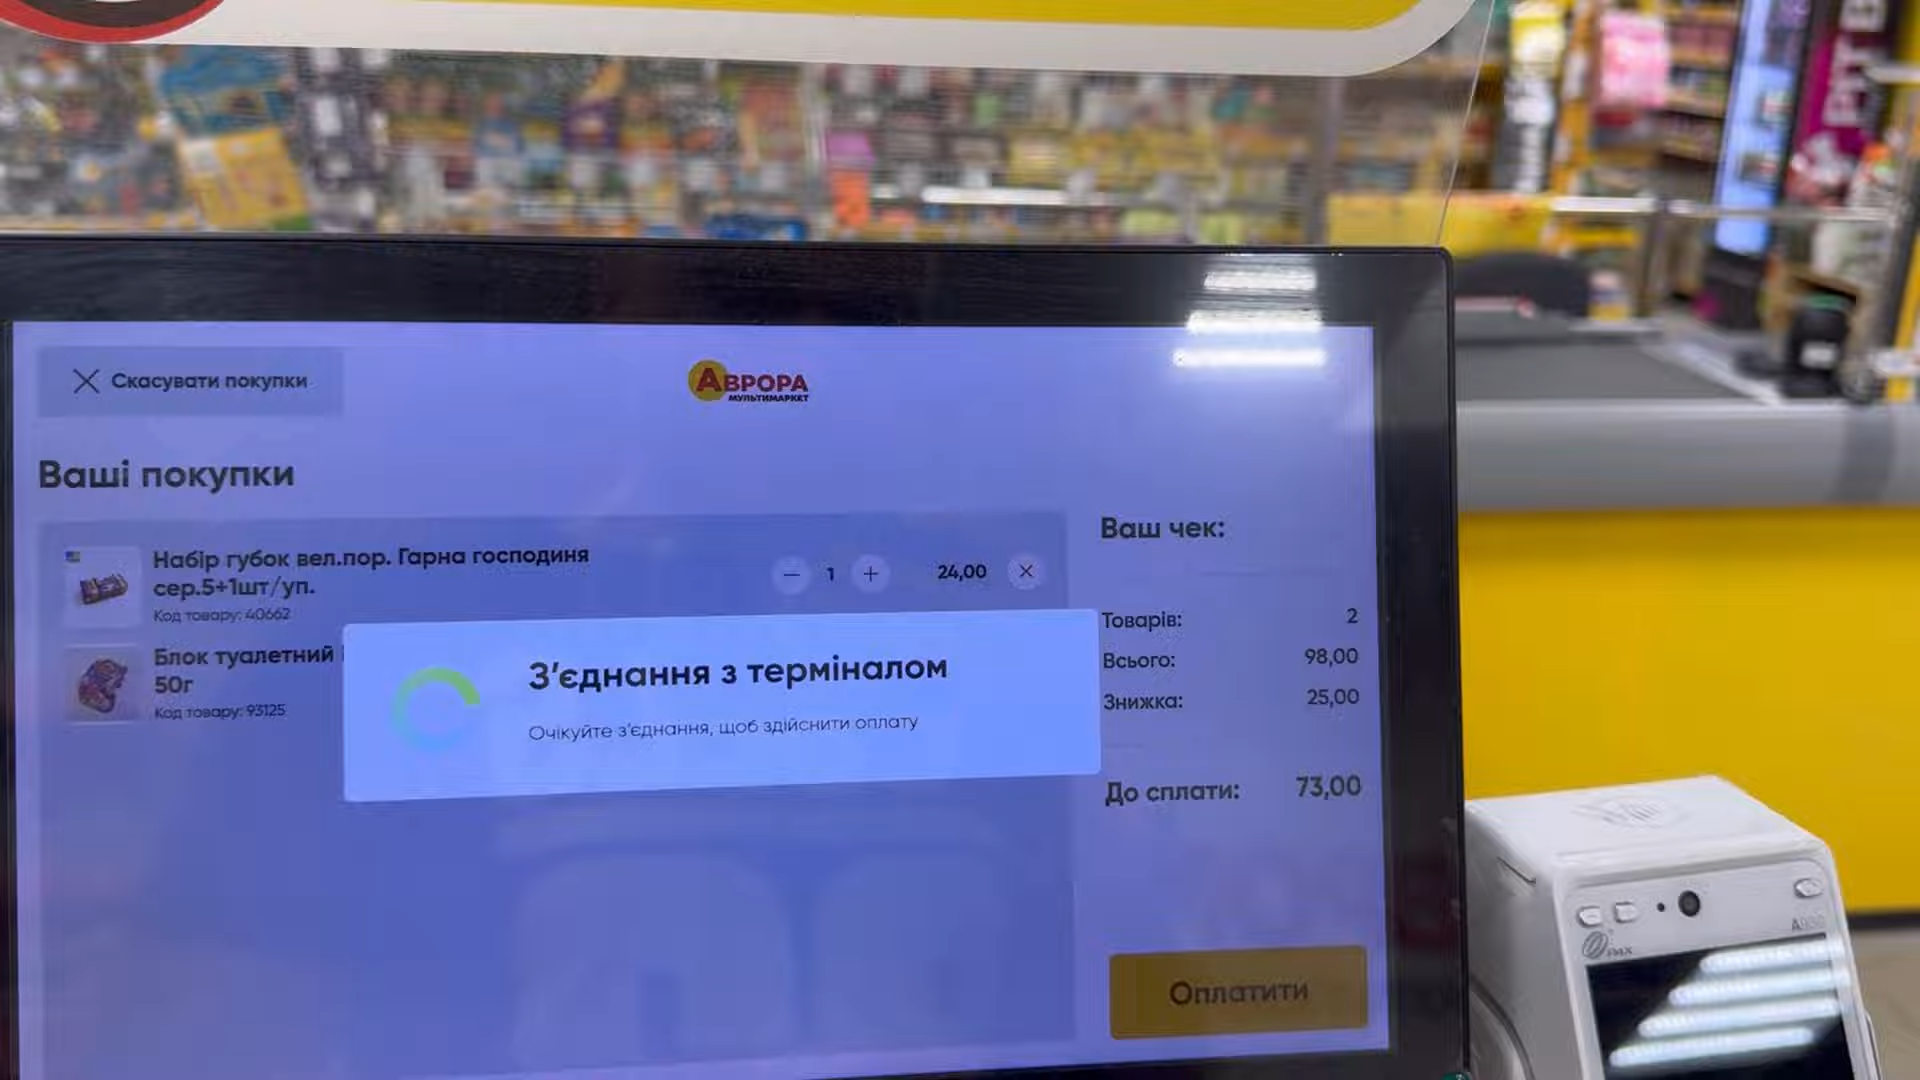 Скасувати покупки
АВРОРА
МУЛЬТИМАРКЕТ
Ваші покупки
Набір губок вел.пор. Гарна господиня
сер.5+1шт/уп.
Код товару: 40662
1
24,00
Блок туалетний
50г
Код товару: 93125
З'єднання з терміналом
Очікуйте з'єднання, щоб здійснити оплату
Ваш чек:
Товарів: 2
Всього: 98,00
Знижка: 25,00
До сплати: 73,00
Оплатити
PAX